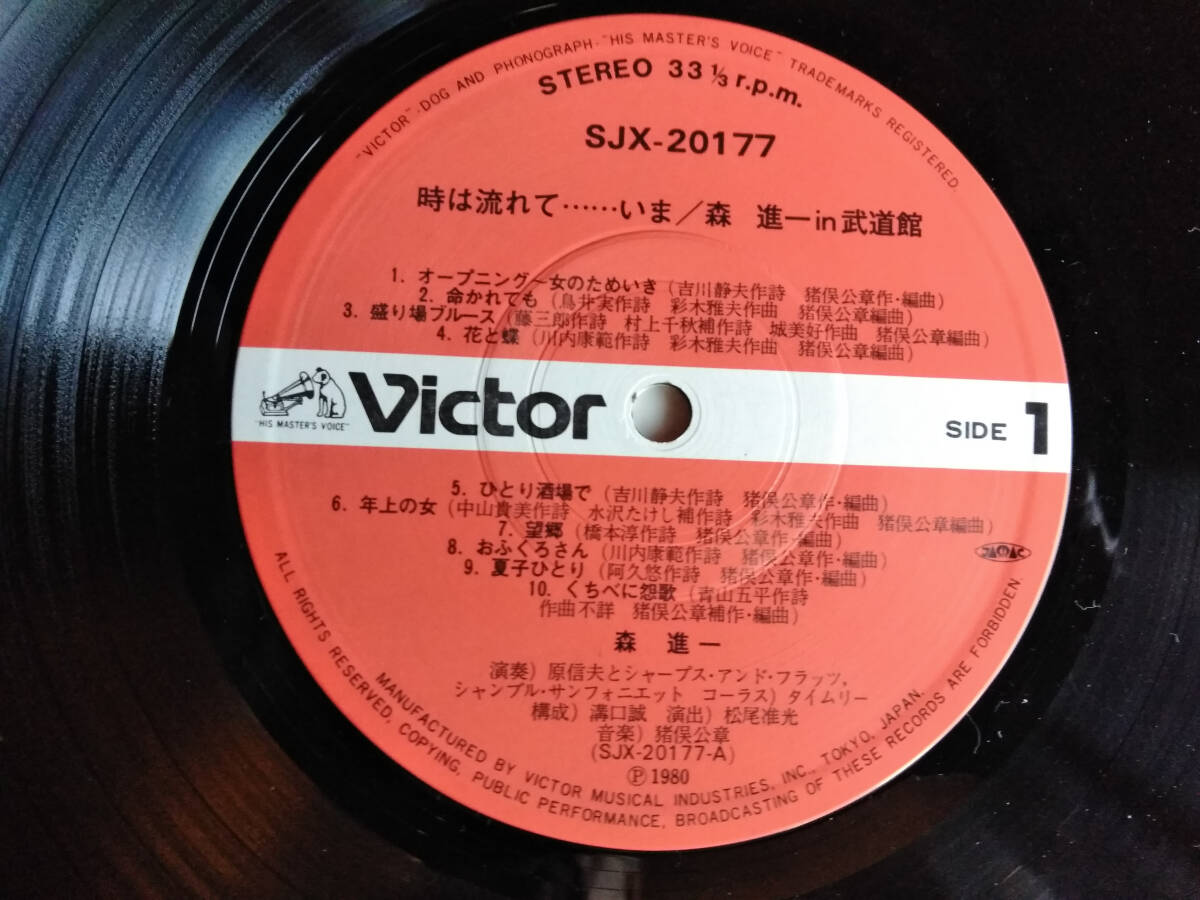 "VICTOR"·DOG AND PHONOGRAPH·"HIS MASTER'S VOICE" TRADEMARKS REGISTERED.
STEREO 33 1/3 r.p.m.
SJX-20177
時は流れて……いま／森 進一in武道館
1. オープニング〜女のためいき（吉川静夫作詩 猪俣公章作・編曲）
2. 命かれても（鳥井実作詩 彩木雅夫作曲 猪俣公章編曲）
3. 盛り場ブルース（藤三郎作詩 村上千秋補作詩 城美好作曲 猪俣公章編曲）
4. 花と蝶（川内康範作詩 彩木雅夫作曲 猪俣公章編曲）
"HIS MASTER'S VOICE"
Victor
SIDE 1
5. ひとり酒場で（吉川静夫作詩 猪俣公章作・編曲）
6. 年上の女（中山貴美作詩 水沢たけし補作詩 彩木雅夫作曲 猪俣公章編曲）
7. 望郷（橋本淳作詩 猪俣公章作・編曲）
8. おふくろさん（川内康範作詩 猪俣公章作・編曲）
9. 夏子ひとり（阿久悠作詩 猪俣公章作・編曲）
10. くちべに怨歌（青山五平作詩
作曲不詳 猪俣公章補作・編曲）
JASRAC
森 進一
演奏）原信夫とシャープス・アンド・フラッツ,
シャンブル・サンフォニエット コーラス）タイムリー
構成）溝口誠 演出）松尾准光
音楽）猪俣公章
(SJX-20177-A)
Ⓟ1980
MANUFACTURED BY VICTOR MUSICAL INDUSTRIES, INC., TOKYO, JAPAN.
ALL RIGHTS RESERVED, COPYING, PUBLIC PERFORMANCE, BROADCASTING OF THESE RECORDS ARE FORBIDDEN.